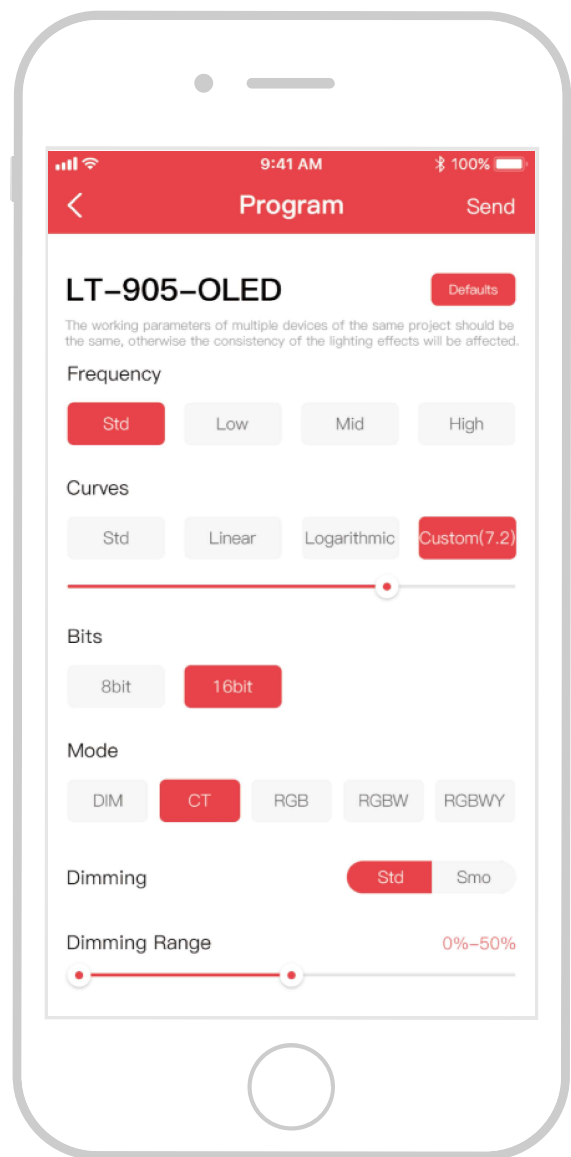 9:41 AM 100%
Program Send
LT-905-OLED Defaults
The working parameters of multiple devices of the same project should be
the same, otherwise the consistency of the lighting effects will be affected.
Frequency
Std Low Mid High
Curves
Std Linear Logarithmic Custom(7.2)
Bits
8bit 16bit
Mode
DIM CT RGB RGBW RGBWY
Dimming Std Smo
Dimming Range 0%-50%